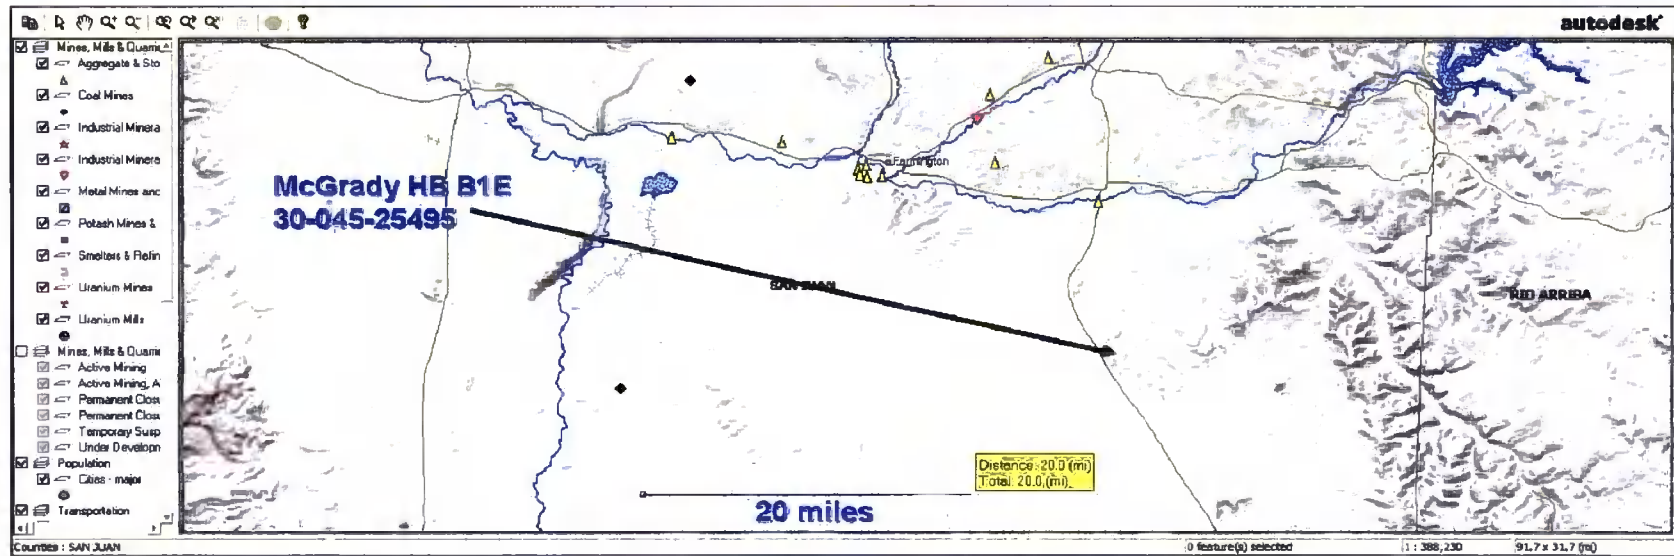 autodesk
Mines, Mills & Quarri
Aggregate & Sto
Coal Mines
Industrial Minera
Industrial Minera
Metal Mines and
Potash Mines &
Smelters & Refin
Uranium Mines
Uranium Mills
Mines, Mills & Quarri
Active Mining
Active Mining, A
Permanent Closu
Permanent Closu
Temporary Susp
Under Developm
Population
Cities - major
Transportation
Farmington
McGrady HB B1E
30-045-25495
SAN JUAN
RIO ARRIBA
Distance: 20.0 (mi)
Total: 20.0 (mi)
20 miles
Counties : SAN JUAN
0 feature(s) selected
1 : 388,230
91.7 x 31.7 (mi)